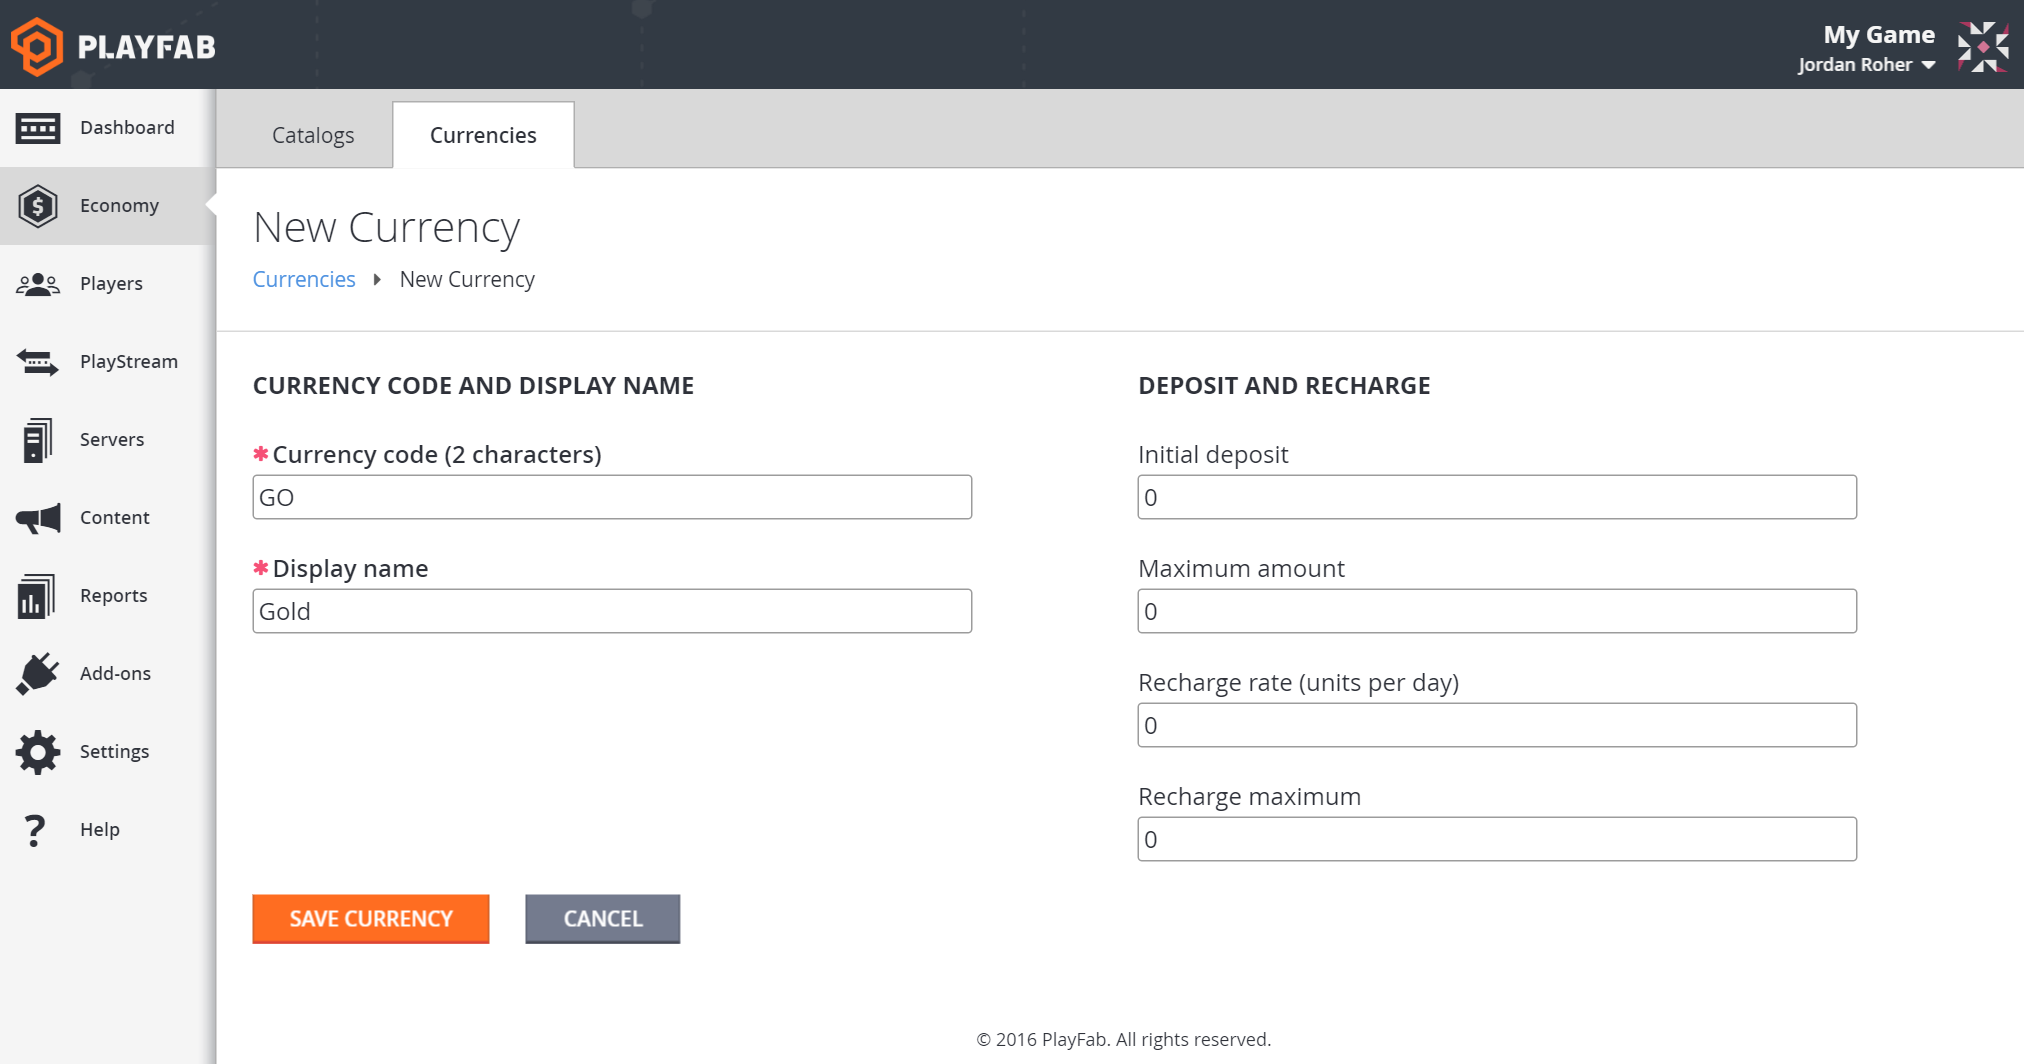 PLAYFAB
My Game
Jordan Roher
Dashboard
Economy
Players
PlayStream
Servers
Content
Reports
Add-ons
Settings
Help
Catalogs
Currencies
New Currency
Currencies New Currency
CURRENCY CODE AND DISPLAY NAME
* Currency code (2 characters)
GO
* Display name
Gold
DEPOSIT AND RECHARGE
Initial deposit
0
Maximum amount
0
Recharge rate (units per day)
0
Recharge maximum
0
SAVE CURRENCY
CANCEL
© 2016 PlayFab. All rights reserved.